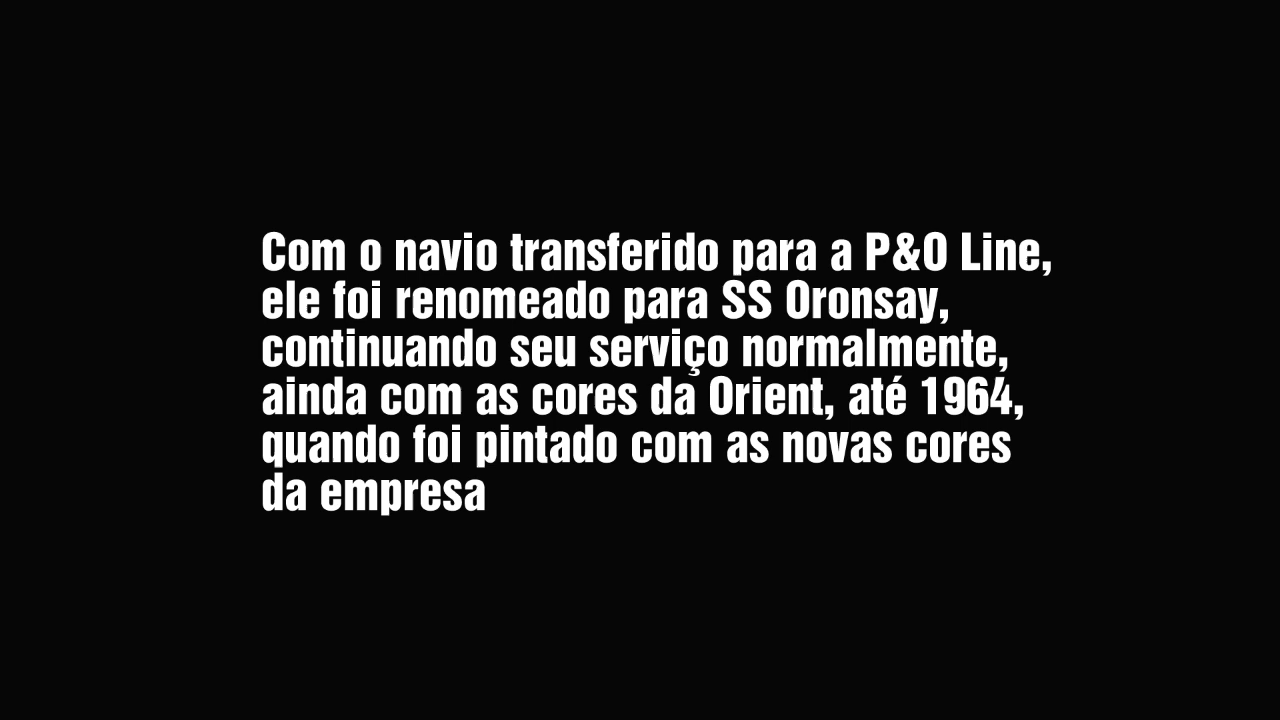 Com o navio transferido para a P&O Line,
ele foi renomeado para SS Oronsay,
continuando seu serviço normalmente,
ainda com as cores da Orient, até 1964,
quando foi pintado com as novas cores
da empresa